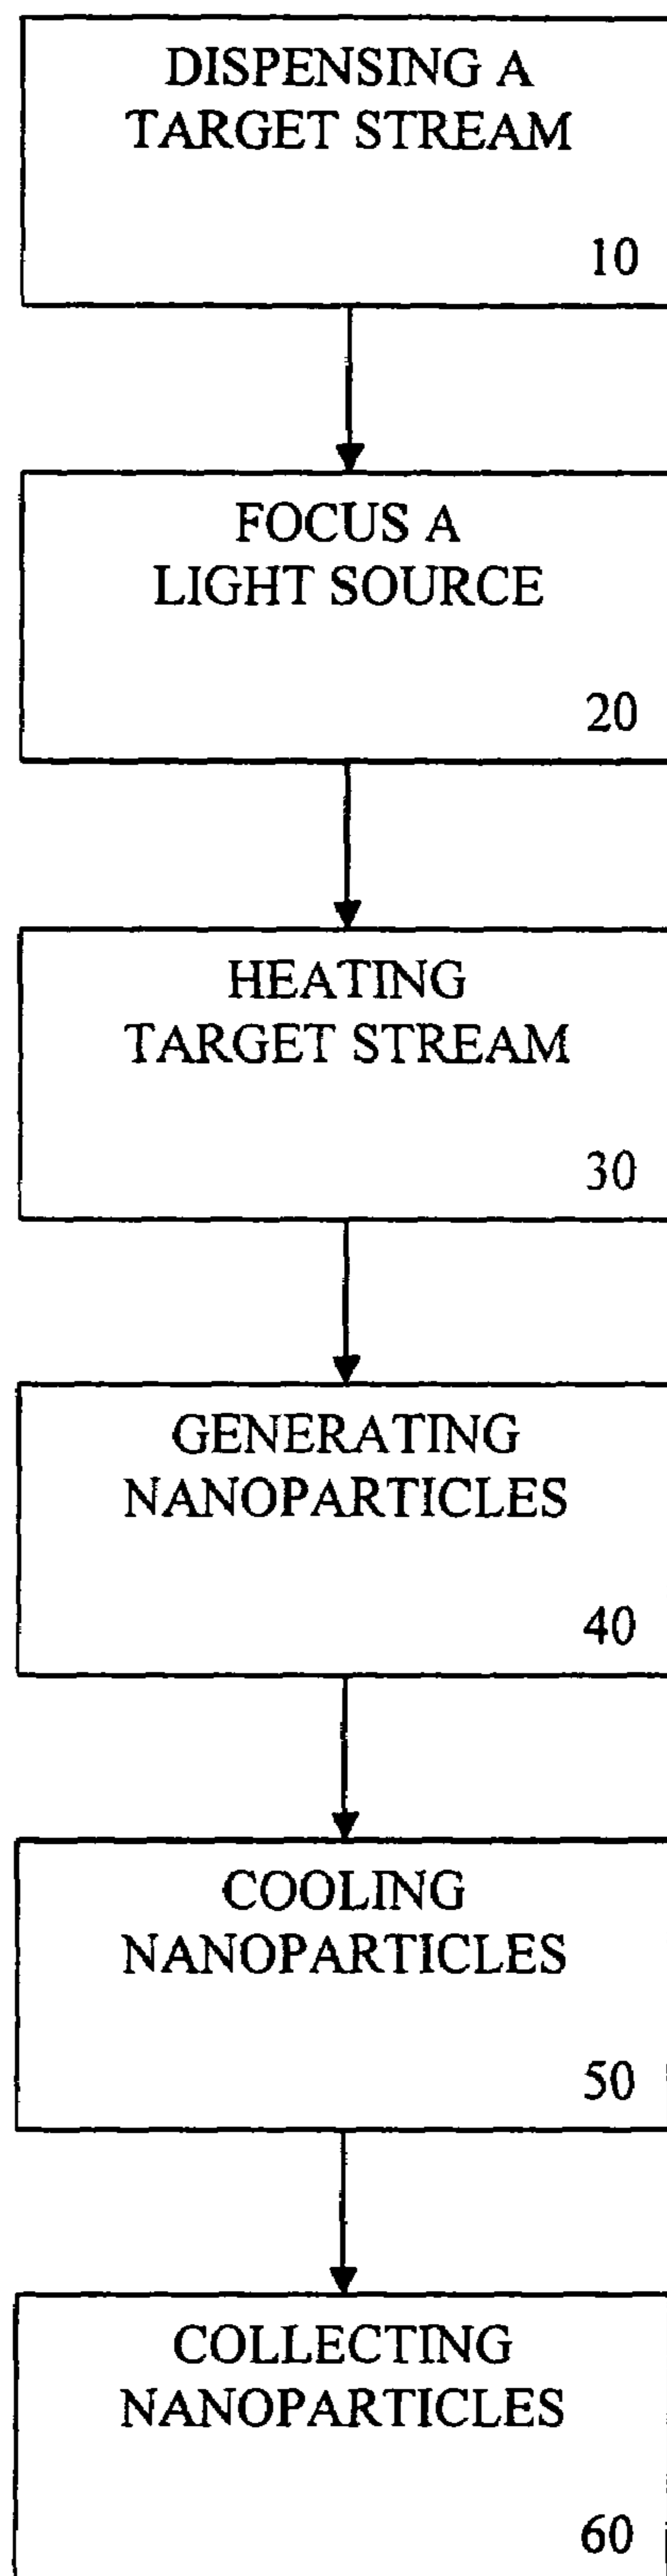 DISPENSING A
TARGET STREAM
10
FOCUS A
LIGHT SOURCE
20
HEATING
TARGET STREAM
30
GENERATING
NANOPARTICLES
40
COOLING
NANOPARTICLES
50
COLLECTING
NANOPARTICLES
60